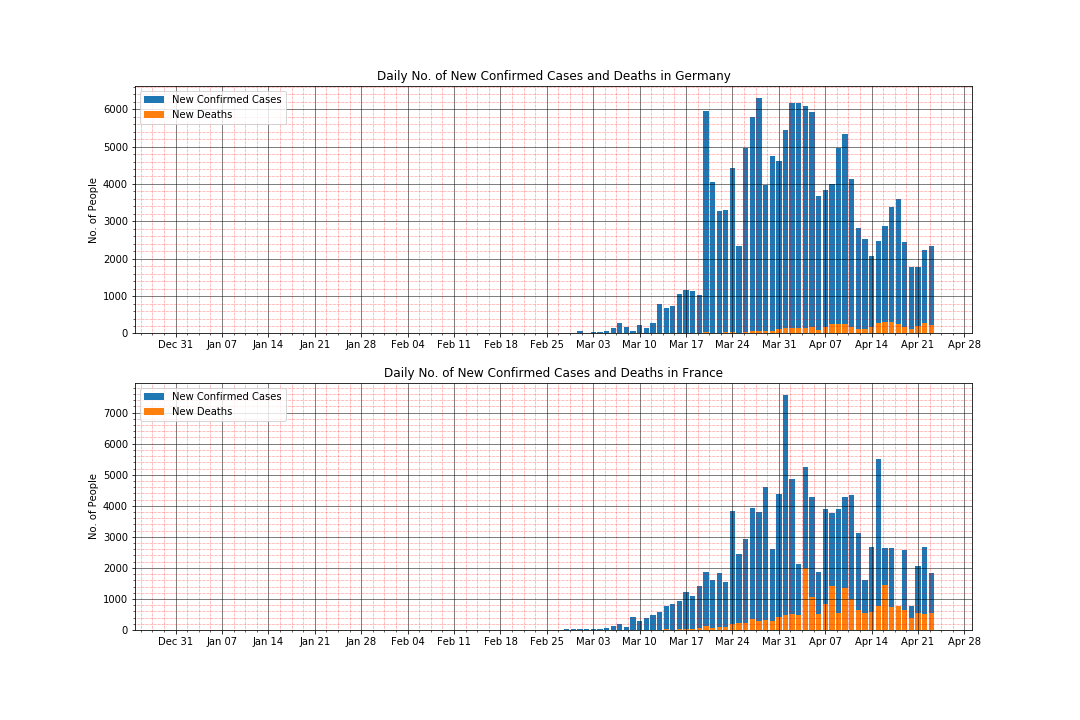 Daily No. of New Confirmed Cases and Deaths in Germany
New Confirmed Cases
New Deaths
6000
5000
4000
3000
2000
1000
0
No. of People
Dec 31 Jan 07 Jan 14 Jan 21 Jan 28 Feb 04 Feb 11 Feb 18 Feb 25 Mar 03 Mar 10 Mar 17 Mar 24 Mar 31 Apr 07 Apr 14 Apr 21 Apr 28
Daily No. of New Confirmed Cases and Deaths in France
New Confirmed Cases
New Deaths
7000
6000
5000
4000
3000
2000
1000
0
No. of People
Dec 31 Jan 07 Jan 14 Jan 21 Jan 28 Feb 04 Feb 11 Feb 18 Feb 25 Mar 03 Mar 10 Mar 17 Mar 24 Mar 31 Apr 07 Apr 14 Apr 21 Apr 28